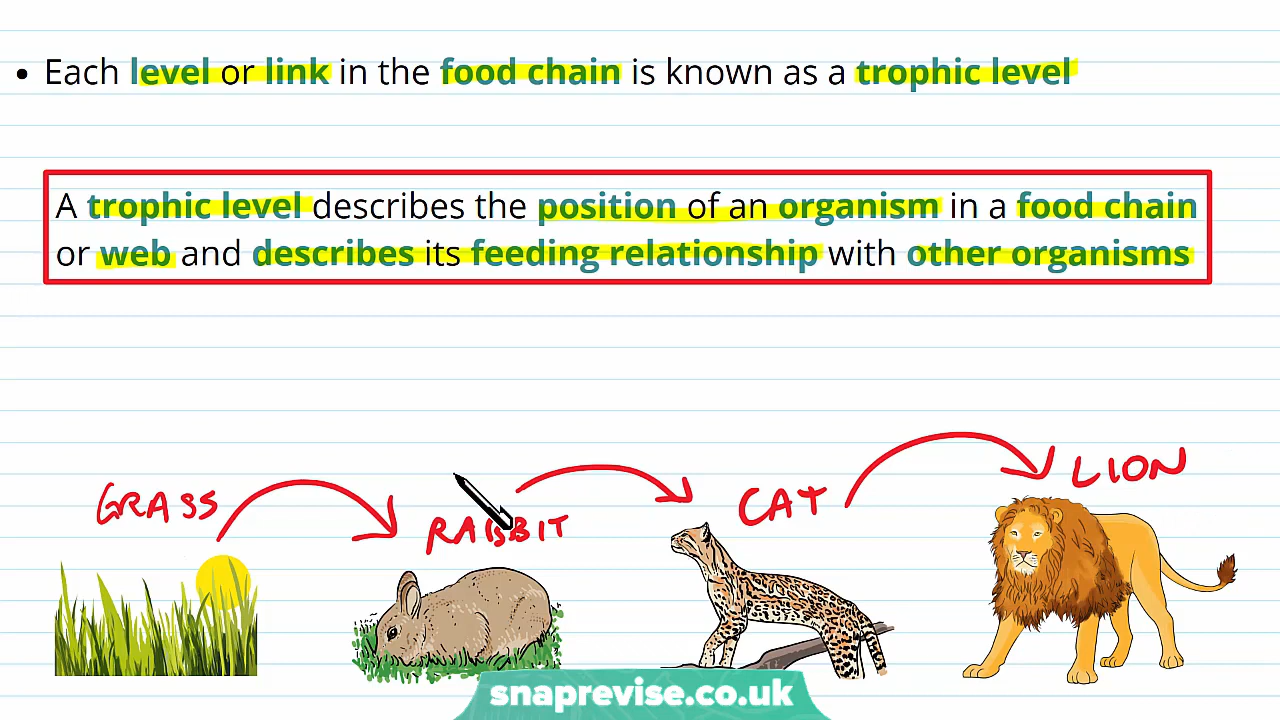 • Each level or link in the food chain is known as a trophic level
A trophic level describes the position of an organism in a food chain
or web and describes its feeding relationship with other organisms
GRASS
RABBIT
CAT
LION
snaprevise.co.uk